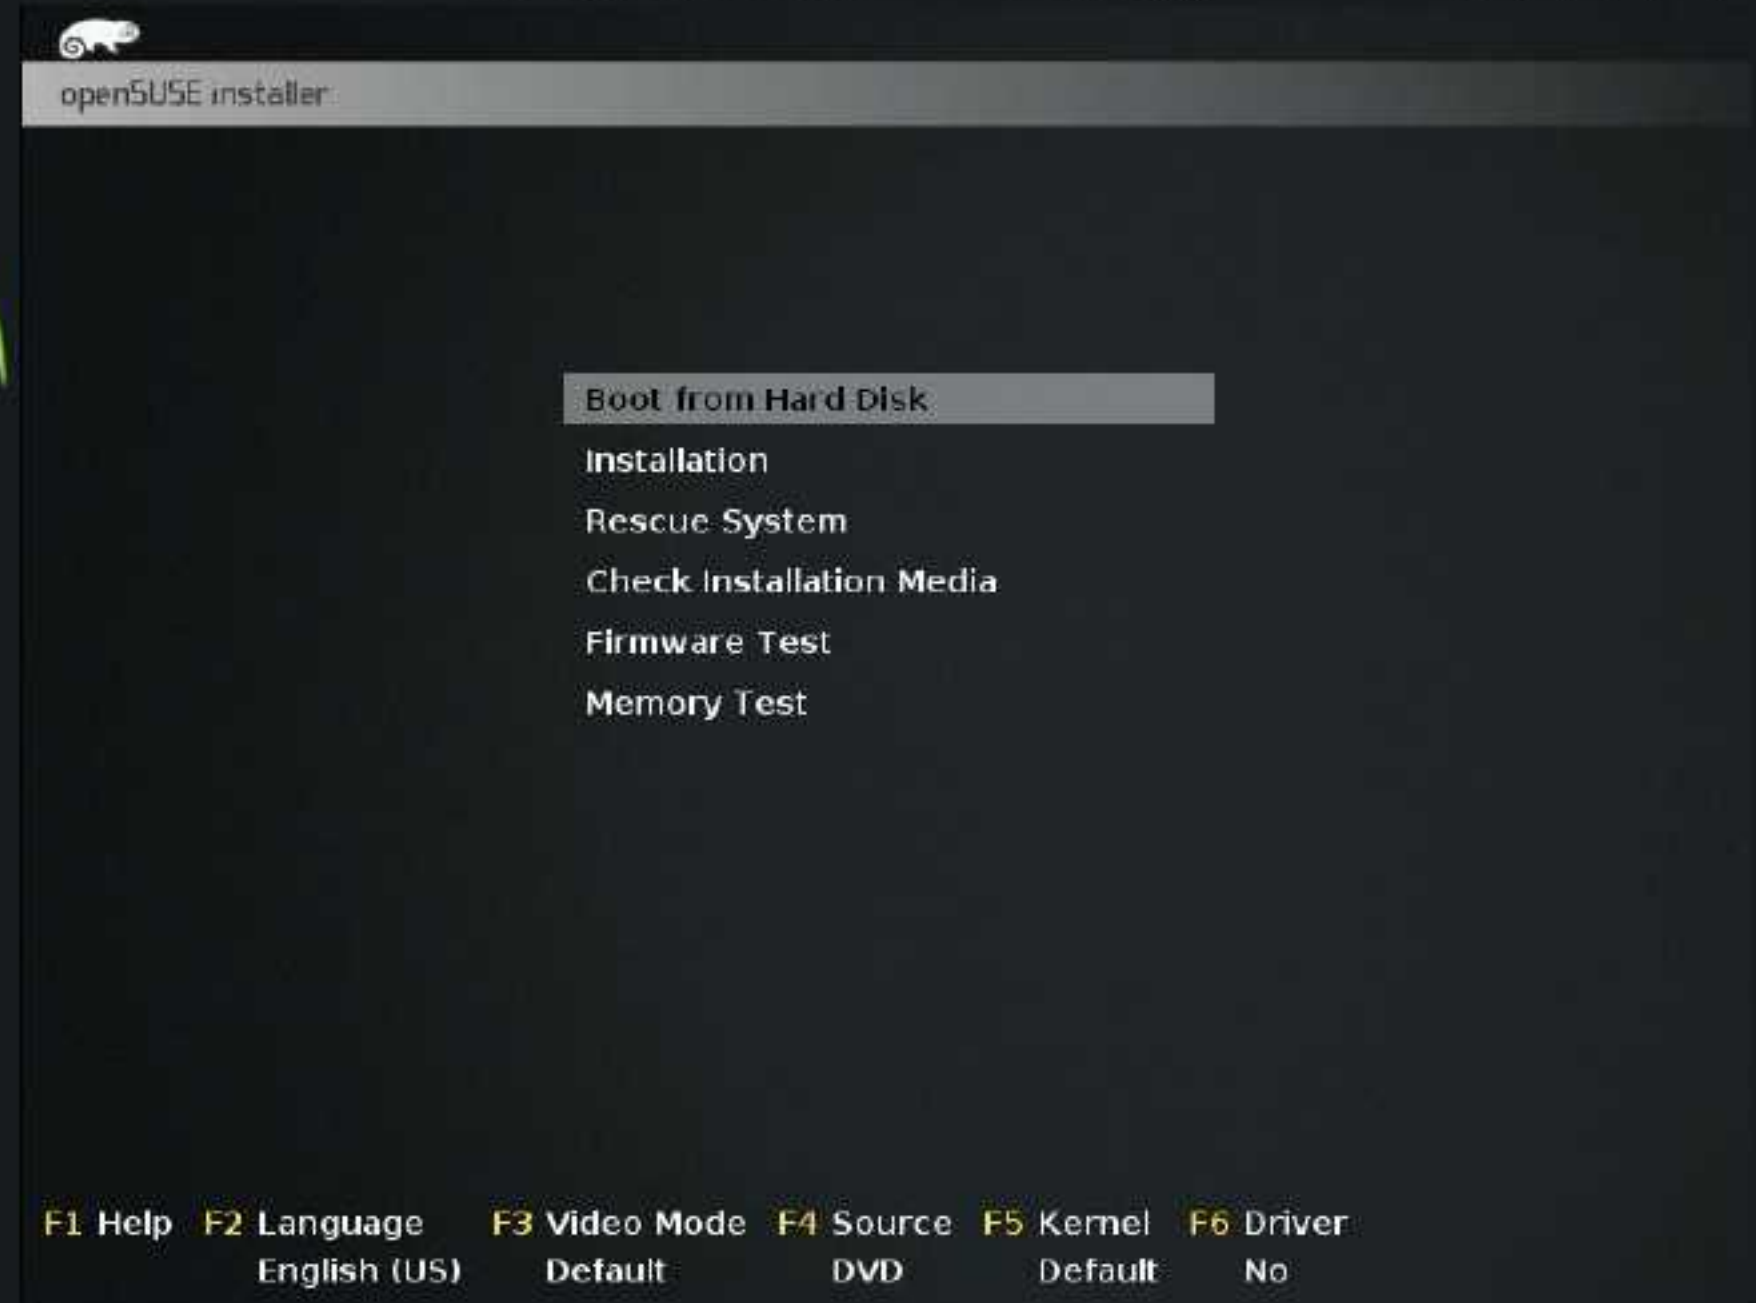 openSUSE installer
Boot from Hard Disk
Installation
Rescue System
Check Installation Media
Firmware Test
Memory Test
F1 Help F2 Language F3 Video Mode F4 Source F5 Kernel F6 Driver
English (US) Default DVD Default No